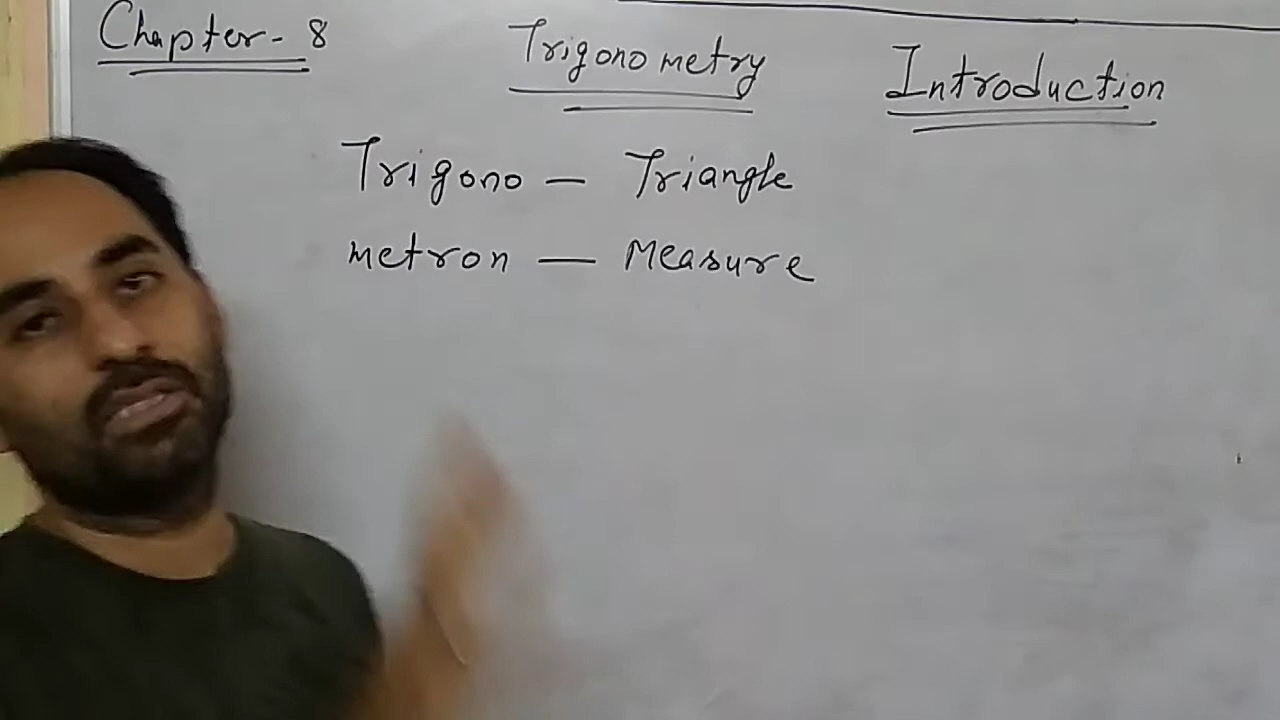 Chapter - 8 Trigonometry Introduction
Trigono — Triangle
metron — Measure